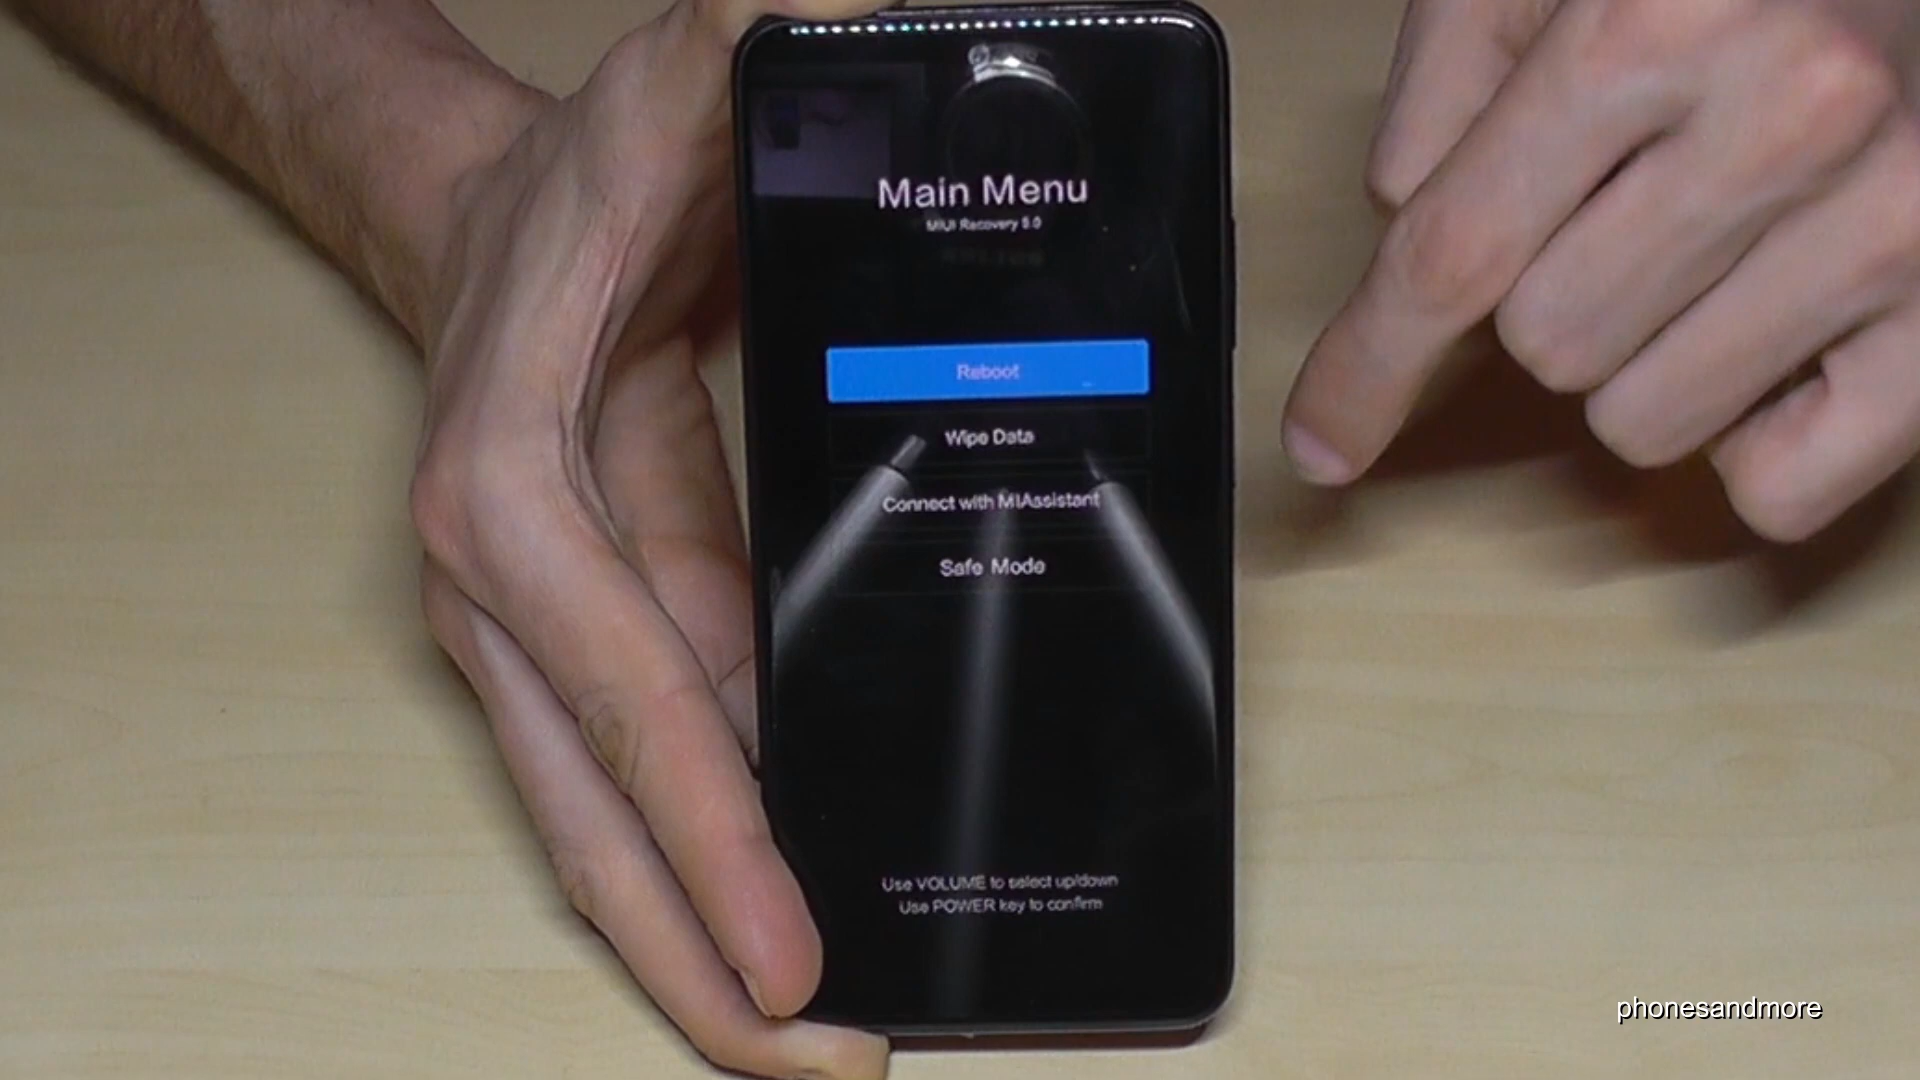 Main Menu
MIUI Recovery 5.0
Reboot
Wipe Data
Connect with MIAssistant
Safe Mode
Use VOLUME to select up/down
Use POWER key to confirm
phonesandmore